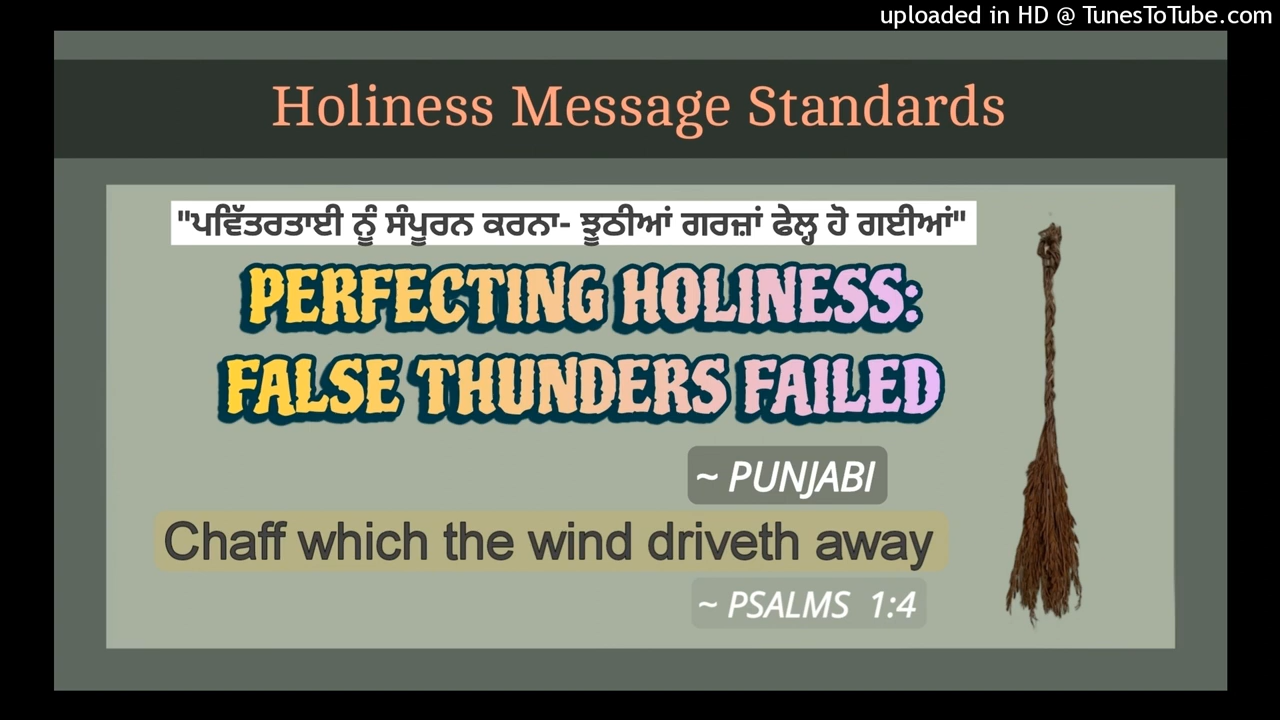 uploaded in HD @ TunesToTube.com
Holiness Message Standards
"ਪਵਿੱਤਰਤਾਈ ਨੂੰ ਸੰਪੂਰਨ ਕਰਨਾ- ਝੂਠੀਆਂ ਗਰਜ਼ਾਂ ਫੇਲ੍ਹ ਹੋ ਗਈਆਂ"
PERFECTING HOLINESS:
FALSE THUNDERS FAILED
~ PUNJABI
Chaff which the wind driveth away
~ PSALMS 1:4